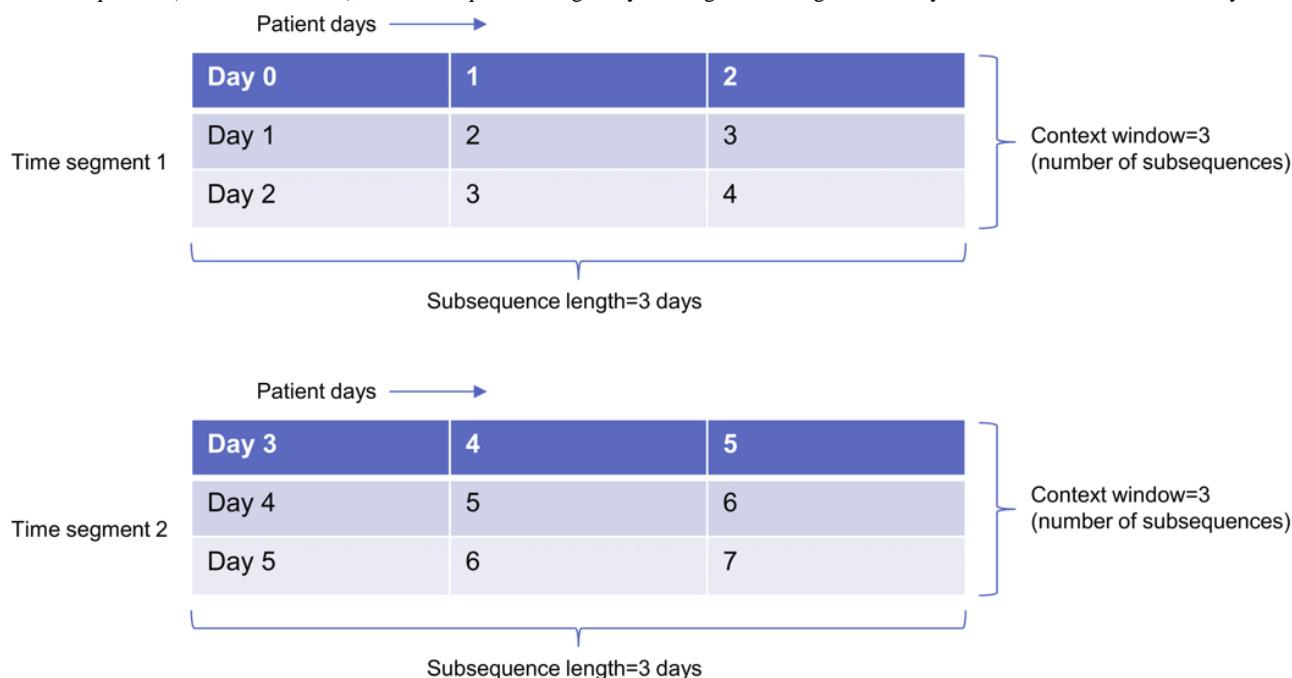 Patient days
Day 0 1 2
Day 1 2 3
Day 2 3 4
Time segment 1
Context window=3
(number of subsequences)
Subsequence length=3 days
Patient days
Day 3 4 5
Day 4 5 6
Day 5 6 7
Time segment 2
Context window=3
(number of subsequences)
Subsequence length=3 days